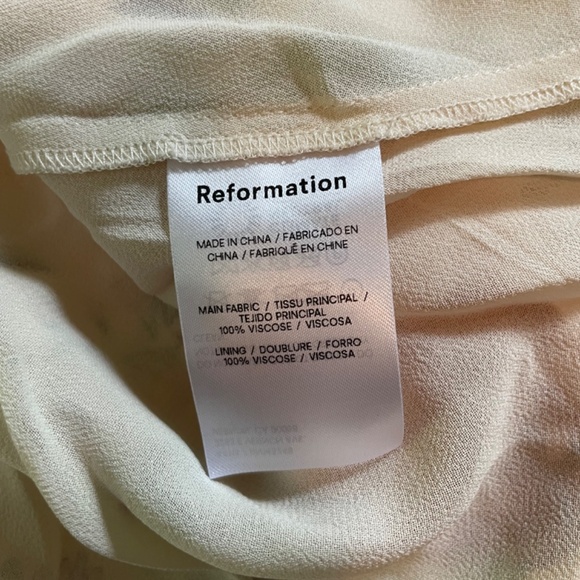 Reformation
MADE IN CHINA / FABRICADO EN
CHINA / FABRIQUÉ EN CHINE
MAIN FABRIC / TISSU PRINCIPAL /
TEJIDO PRINCIPAL
100% VISCOSE / VISCOSA
LINING / DOUBLURE / FORRO
100% VISCOSE / VISCOSA